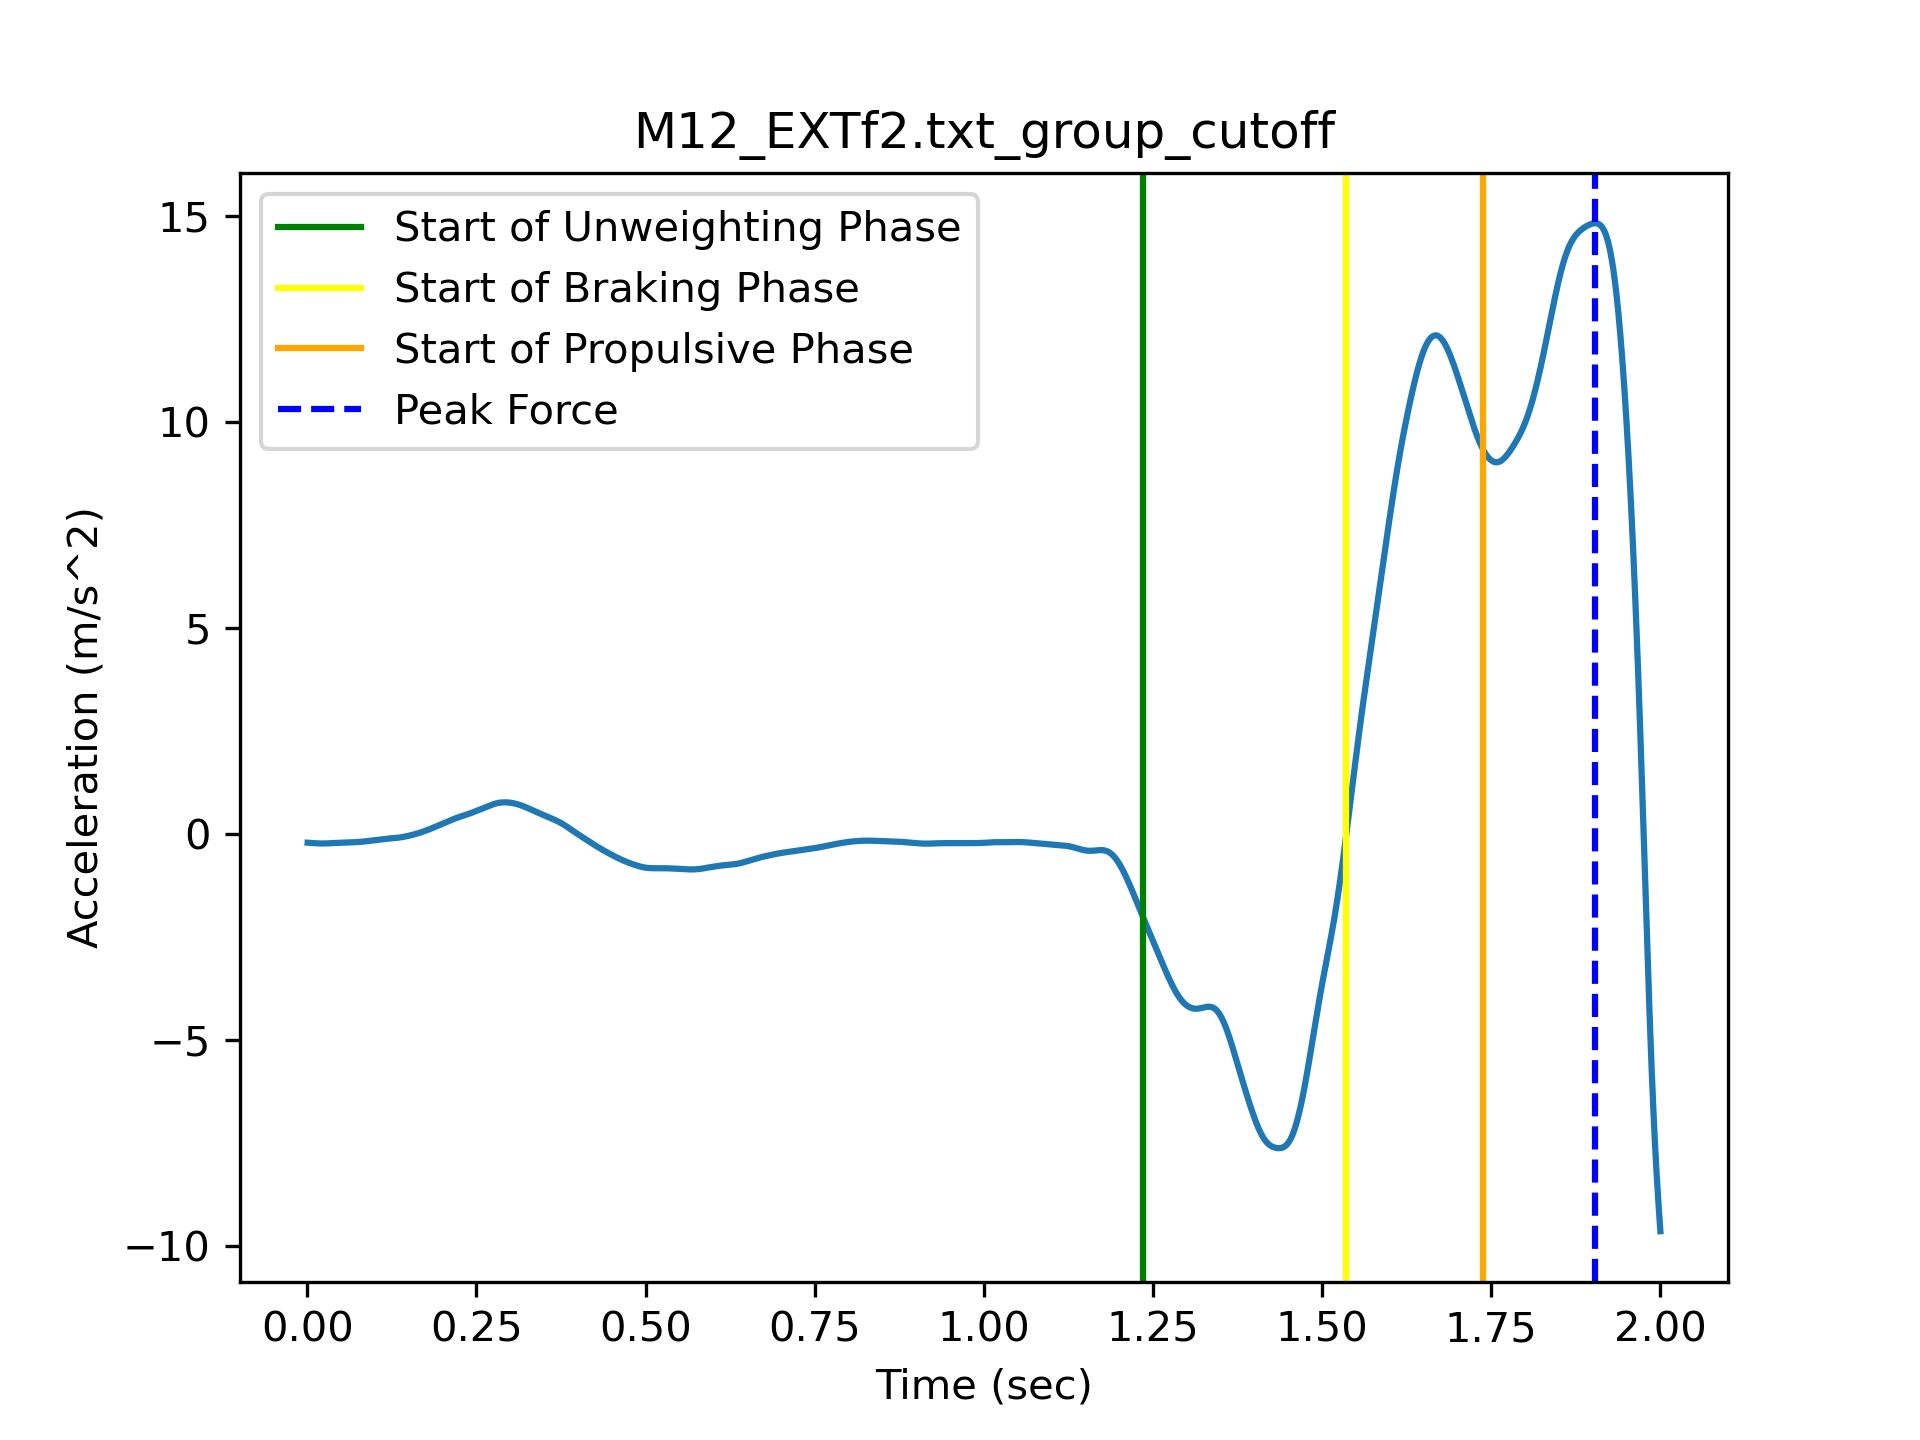 M12_EXTf2.txt_group_cutoff
Start of Unweighting Phase
Start of Braking Phase
Start of Propulsive Phase
Peak Force
15
10
5
0
−5
−10
Acceleration (m/s^2)
0.00 0.25 0.50 0.75 1.00 1.25 1.50 1.75 2.00
Time (sec)